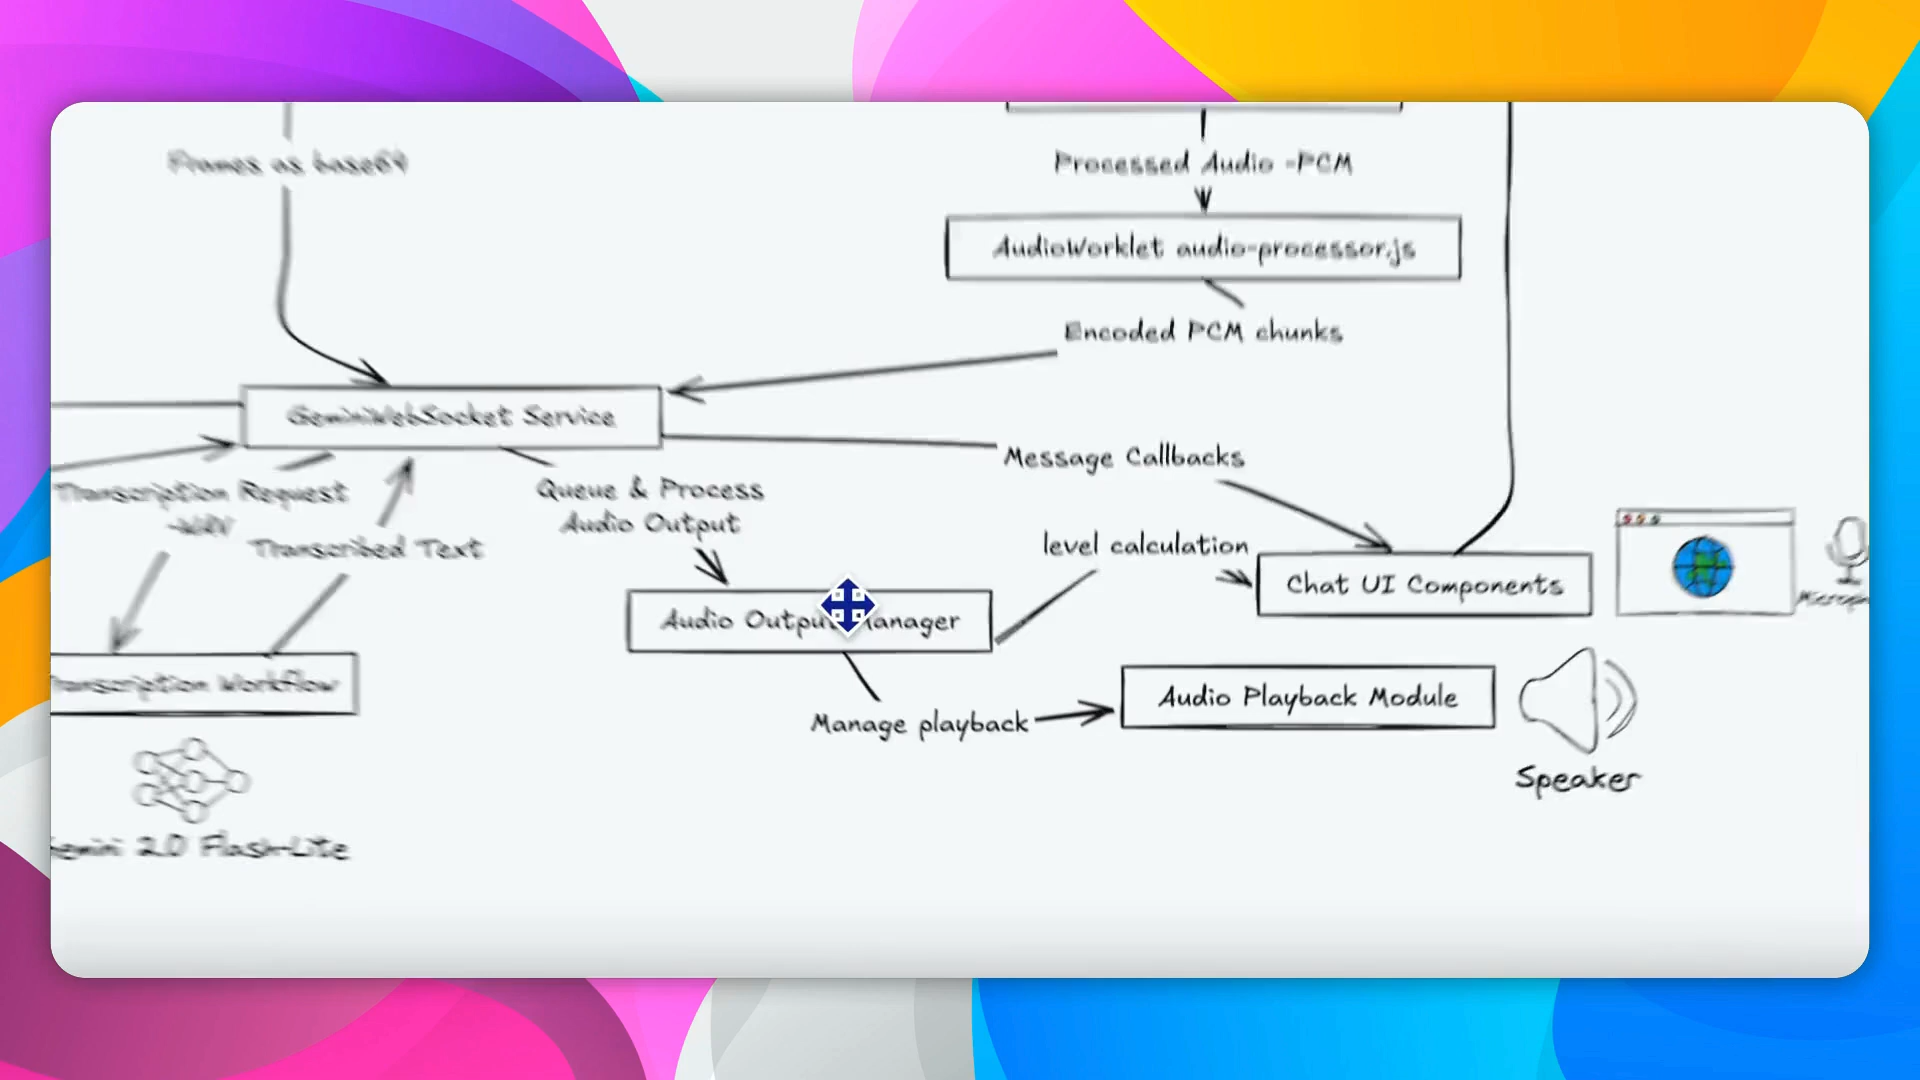 Frames as base64
Processed Audio -PCM
AudioWorklet audio-processor.js
Encoded PCM chunks
GeminiWebSocket Service
Message Callbacks
Transcription Request
-WAV
Transcribed Text
Queue & Process
Audio Output
level calculation
Chat UI Components
Audio Output Manager
Transcription Workflow
Audio Playback Module
Manage playback
Speaker
Gemini 2.0 Flash-Lite